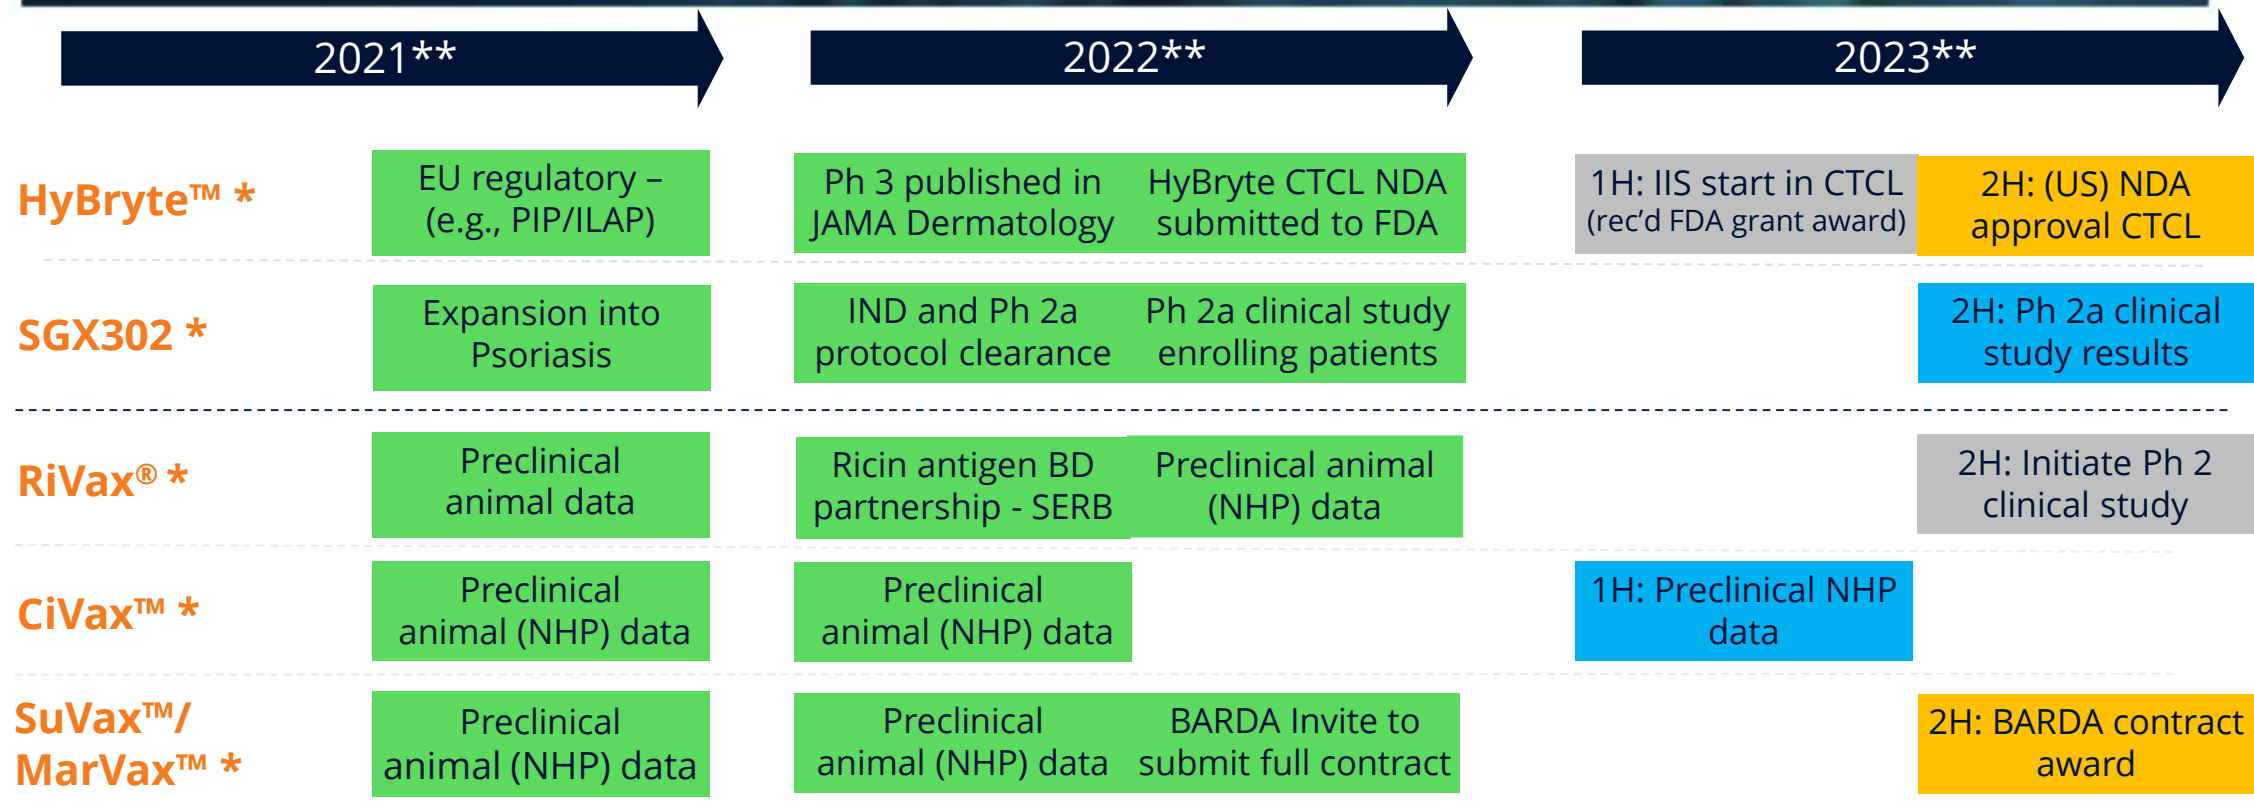 2021**
2022**
2023**
HyBryte™ *
EU regulatory –
(e.g., PIP/ILAP)
Ph 3 published in
JAMA Dermatology
HyBryte CTCL NDA
submitted to FDA
1H: IIS start in CTCL
(rec’d FDA grant award)
2H: (US) NDA
approval CTCL
SGX302 *
Expansion into
Psoriasis
IND and Ph 2a
protocol clearance
Ph 2a clinical study
enrolling patients
2H: Ph 2a clinical
study results
RiVax® *
Preclinical
animal data
Ricin antigen BD
partnership - SERB
Preclinical animal
(NHP) data
2H: Initiate Ph 2
clinical study
CiVax™ *
Preclinical
animal (NHP) data
Preclinical
animal (NHP) data
1H: Preclinical NHP
data
SuVax™/
MarVax™ *
Preclinical
animal (NHP) data
Preclinical
animal (NHP) data
BARDA Invite to
submit full contract
2H: BARDA contract
award